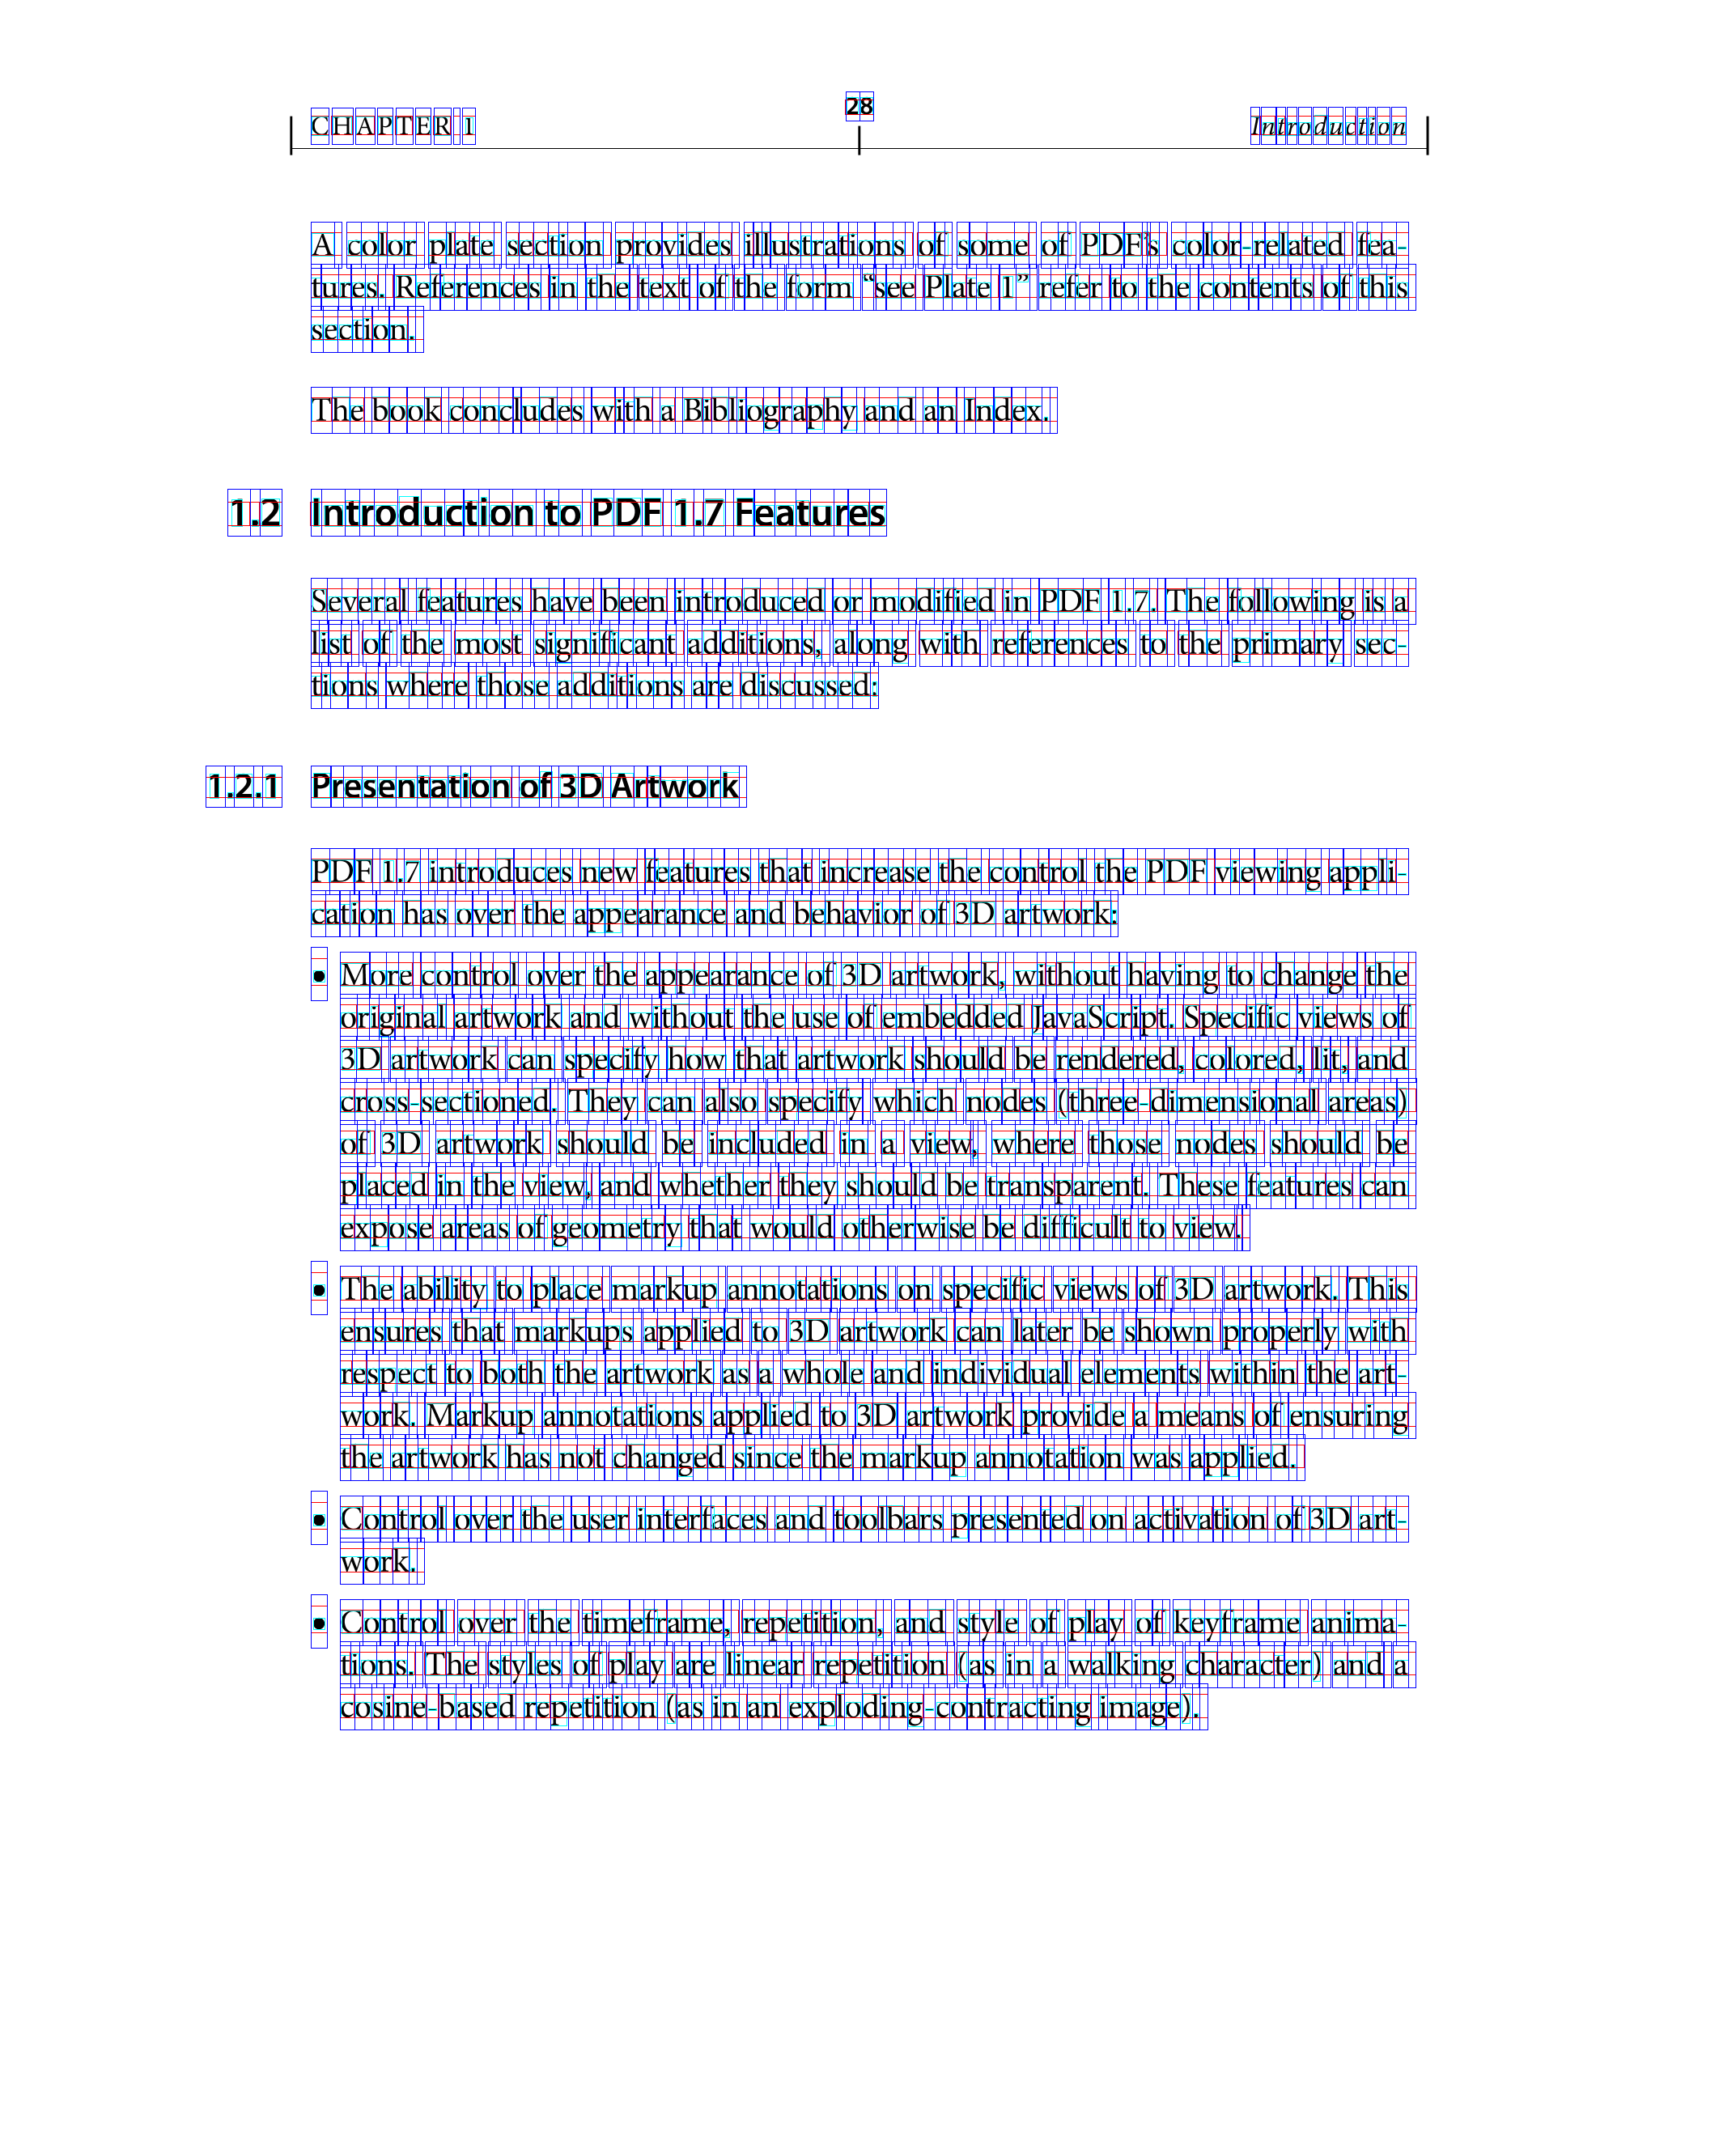 CHAPTER 1
28
Introduction
A color plate section provides illustrations of some of PDF’s color-related fea-
tures. References in the text of the form “see Plate 1” refer to the contents of this
section.
The book concludes with a Bibliography and an Index.
1.2 Introduction to PDF 1.7 Features
Several features have been introduced or modified in PDF 1.7. The following is a
list of the most significant additions, along with references to the primary sec-
tions where those additions are discussed:
1.2.1 Presentation of 3D Artwork
PDF 1.7 introduces new features that increase the control the PDF viewing appli-
cation has over the appearance and behavior of 3D artwork:
• More control over the appearance of 3D artwork, without having to change the
original artwork and without the use of embedded JavaScript. Specific views of
3D artwork can specify how that artwork should be rendered, colored, lit, and
cross-sectioned. They can also specify which nodes (three-dimensional areas)
of 3D artwork should be included in a view, where those nodes should be
placed in the view, and whether they should be transparent. These features can
expose areas of geometry that would otherwise be difficult to view.
• The ability to place markup annotations on specific views of 3D artwork. This
ensures that markups applied to 3D artwork can later be shown properly with
respect to both the artwork as a whole and individual elements within the art-
work. Markup annotations applied to 3D artwork provide a means of ensuring
the artwork has not changed since the markup annotation was applied.
• Control over the user interfaces and toolbars presented on activation of 3D art-
work.
• Control over the timeframe, repetition, and style of play of keyframe anima-
tions. The styles of play are linear repetition (as in a walking character) and a
cosine-based repetition (as in an exploding-contracting image).